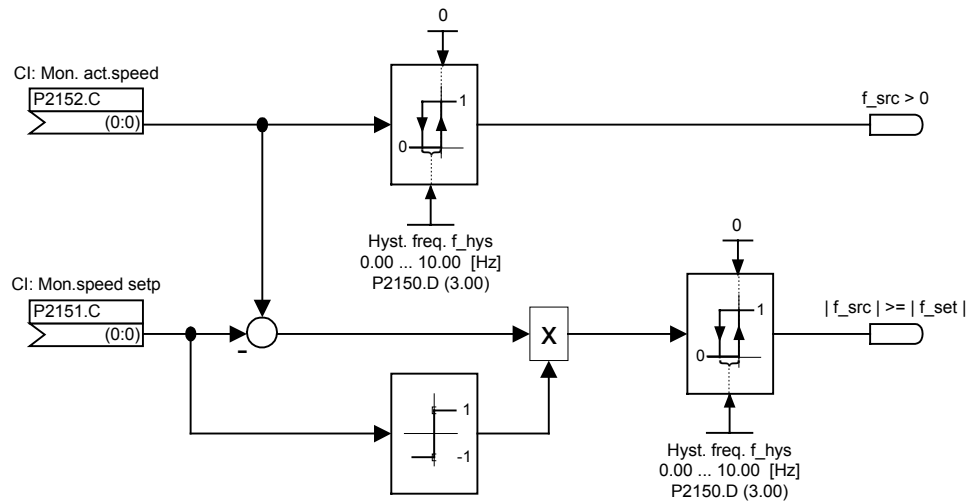 0
CI: Mon. act.speed
P2152.C
(0:0)
1
0
f_src > 0
Hyst. freq. f_hys
0.00 ... 10.00 [Hz]
P2150.D (3.00)
0
CI: Mon.speed setp
P2151.C
(0:0)
-
X
1
0
| f_src | >= | f_set |
1
-1
Hyst. freq. f_hys
0.00 ... 10.00 [Hz]
P2150.D (3.00)